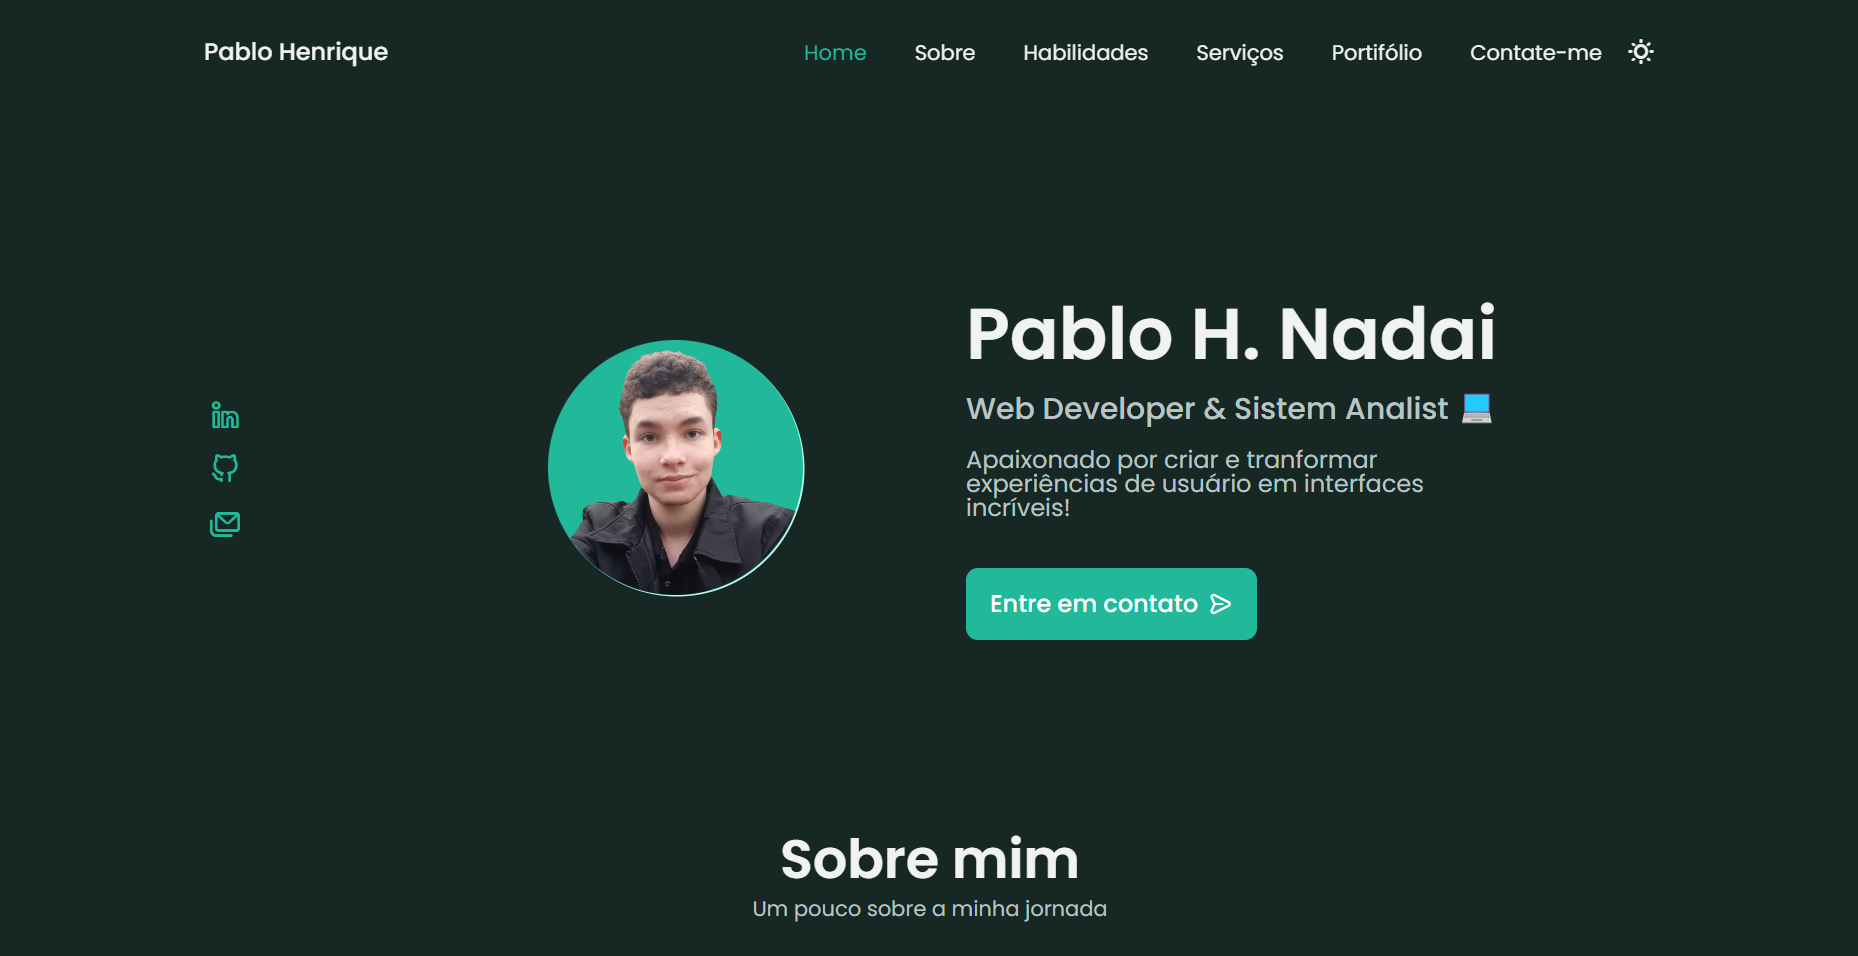 Pablo Henrique
Home Sobre Habilidades Serviços Portifólio Contate-me
Pablo H. Nadai
Web Developer & Sistem Analist
Apaixonado por criar e tranformar
experiências de usuário em interfaces
incríveis!
Entre em contato
Sobre mim
Um pouco sobre a minha jornada